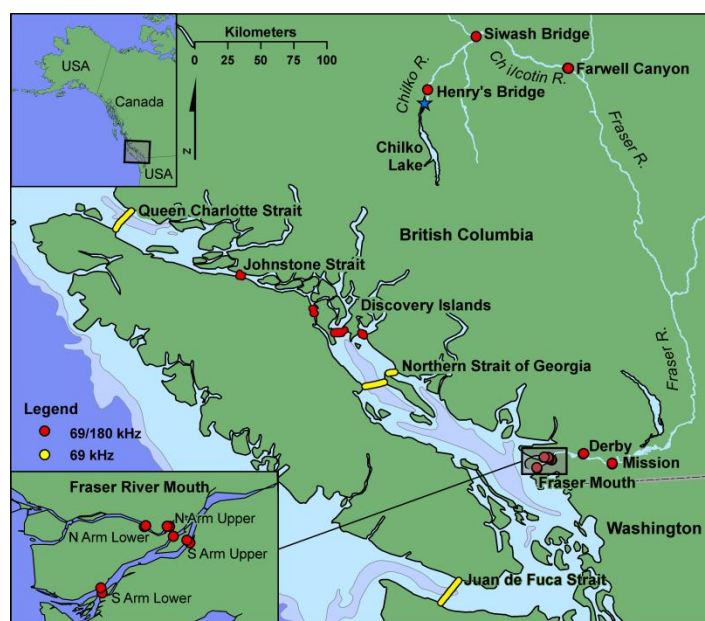 USA
Canada
USA
Kilometers
0 25 50 100
N
Siwash Bridge
Chilcotin R.
Farwell Canyon
Chilko R.
Henry's Bridge
Chilko
Lake
Fraser R.
Queen Charlotte Strait
British Columbia
Johnstone Strait
Discovery Islands
Northern Strait of Georgia
Fraser R.
Legend
69/180 kHz
69 kHz
Derby
Mission
Fraser Mouth
Washington
Fraser River Mouth
N Arm Upper
N Arm Lower
S Arm Upper
S Arm Lower
Juan de Fuca Strait